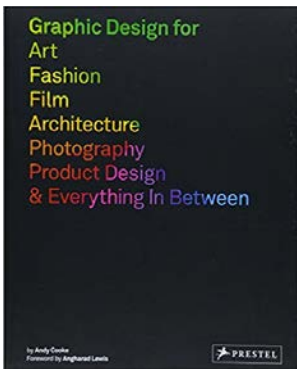 Graphic Design for
Art
Fashion
Film
Architecture
Photography
Product Design
& Everything In Between
by Andy Cooke
Foreword by Angharad Lewis
PRESTEL